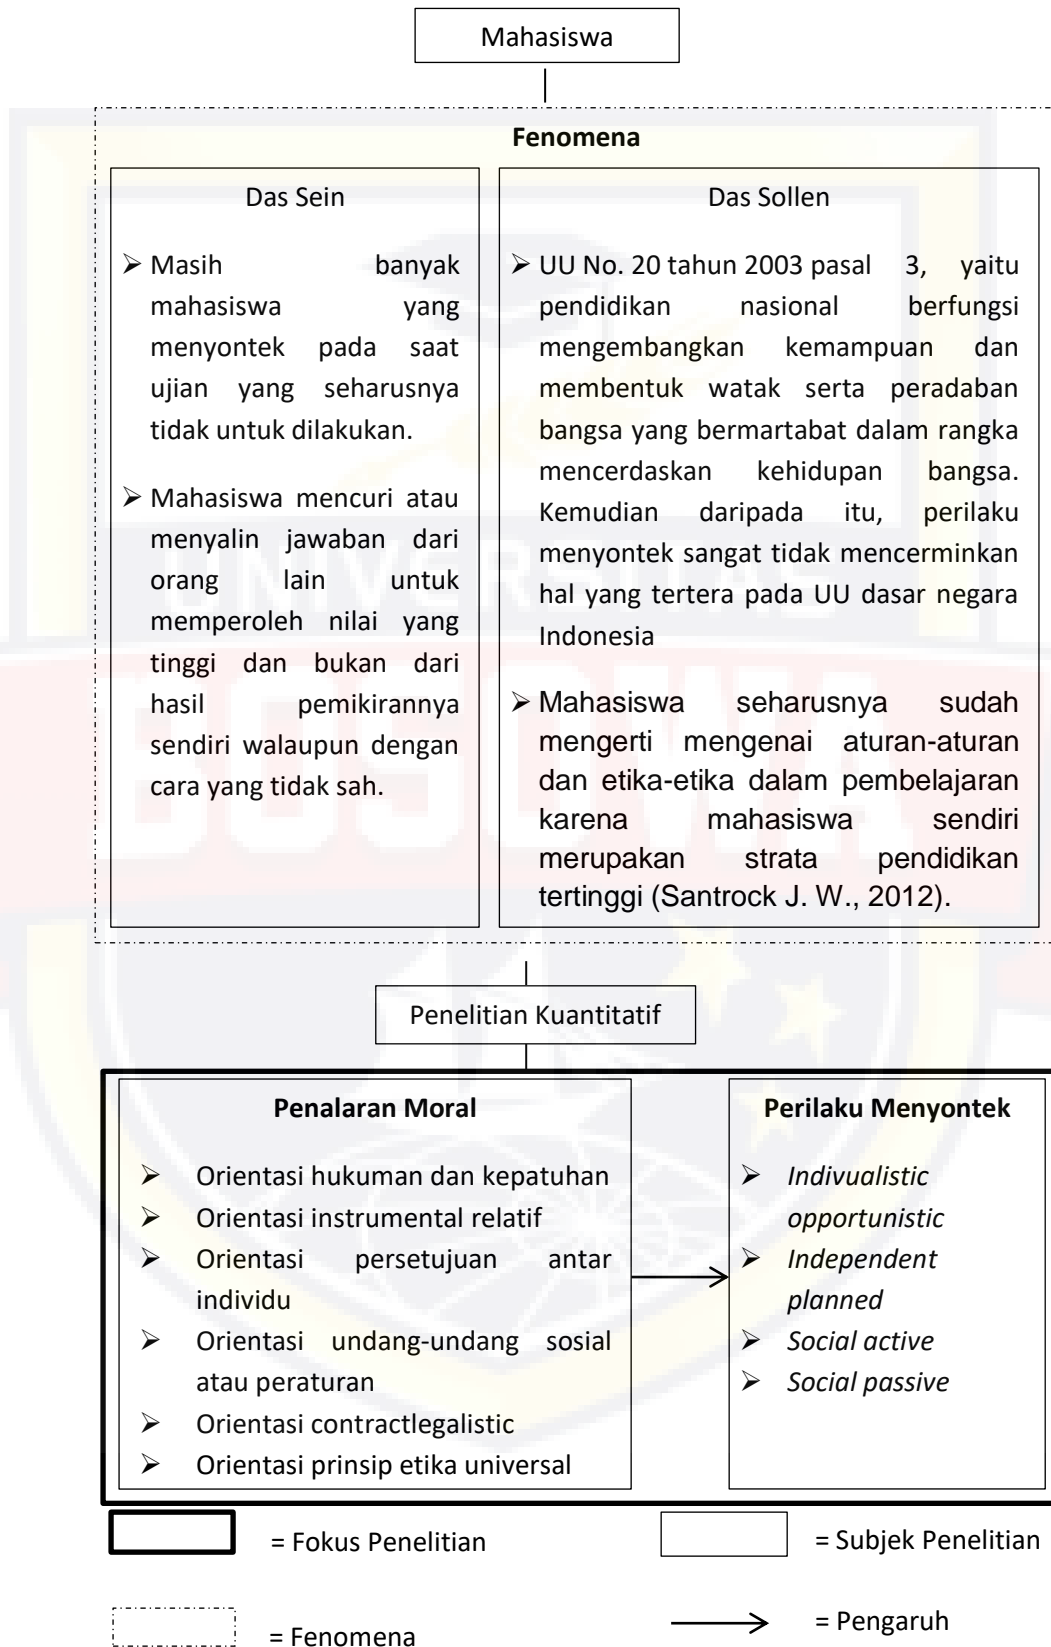 Mahasiswa
Fenomena
Das Sein
➢ Masih banyak
mahasiswa yang
menyontek pada saat
ujian yang seharusnya
tidak untuk dilakukan.
➢ Mahasiswa mencuri atau
menyalin jawaban dari
orang lain untuk
memperoleh nilai yang
tinggi dan bukan dari
hasil pemikirannya
sendiri walaupun dengan
cara yang tidak sah.
Das Sollen
➢ UU No. 20 tahun 2003 pasal 3, yaitu
pendidikan nasional berfungsi
mengembangkan kemampuan dan
membentuk watak serta peradaban
bangsa yang bermartabat dalam rangka
mencerdaskan kehidupan bangsa.
Kemudian daripada itu, perilaku
menyontek sangat tidak mencerminkan
hal yang tertera pada UU dasar negara
Indonesia
➢ Mahasiswa seharusnya sudah
mengerti mengenai aturan-aturan
dan etika-etika dalam pembelajaran
karena mahasiswa sendiri
merupakan strata pendidikan
tertinggi (Santrock J. W., 2012).
UNIVERSITAS
BOSOWA
Penelitian Kuantitatif
Penalaran Moral
➢ Orientasi hukuman dan kepatuhan
➢ Orientasi instrumental relatif
➢ Orientasi persetujuan antar
individu
➢ Orientasi undang-undang sosial
atau peraturan
➢ Orientasi contractlegalistic
➢ Orientasi prinsip etika universal
Perilaku Menyontek
➢ Indivualistic
opportunistic
➢ Independent
planned
➢ Social active
➢ Social passive
= Fokus Penelitian
= Subjek Penelitian
= Fenomena
= Pengaruh